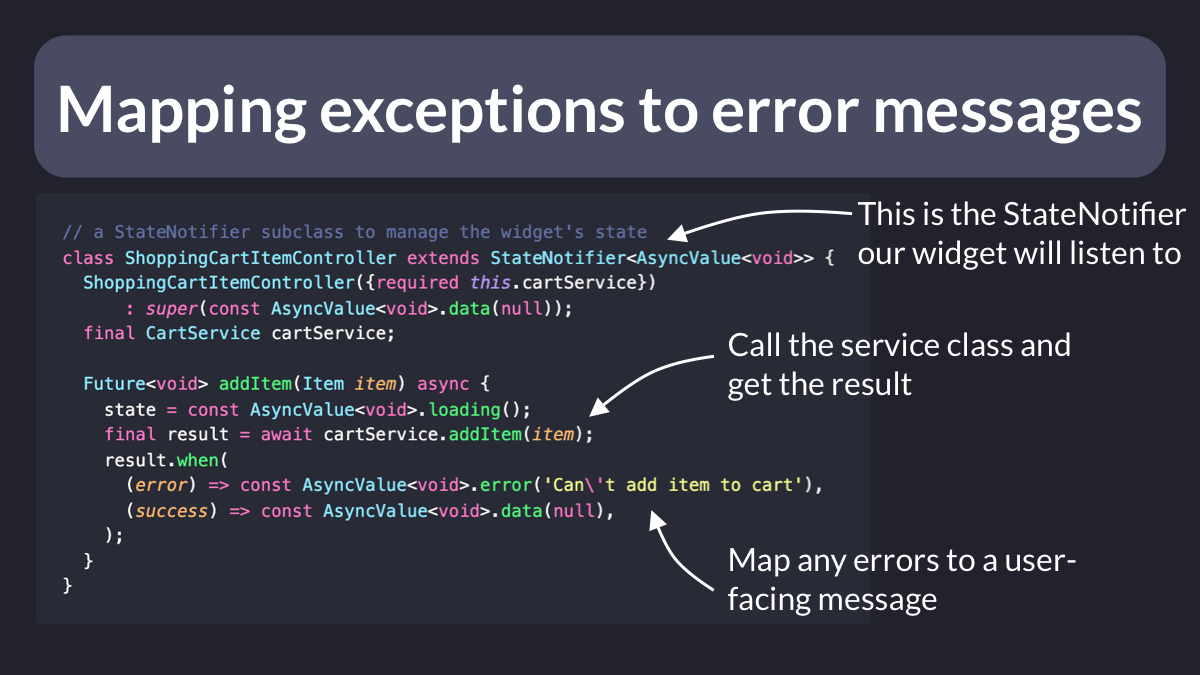 Mapping exceptions to error messages
// a StateNotifier subclass to manage the widget's state
class ShoppingCartItemController extends StateNotifier<AsyncValue<void>> {
  ShoppingCartItemController({required this.cartService})
      : super(const AsyncValue<void>.data(null));
  final CartService cartService;
  Future<void> addItem(Item item) async {
    state = const AsyncValue<void>.loading();
    final result = await cartService.addItem(item);
    result.when(
      (error) => const AsyncValue<void>.error('Can\'t add item to cart'),
      (success) => const AsyncValue<void>.data(null),
    );
  }
}
This is the StateNotifier
our widget will listen to
Call the service class and
get the result
Map any errors to a user-
facing message